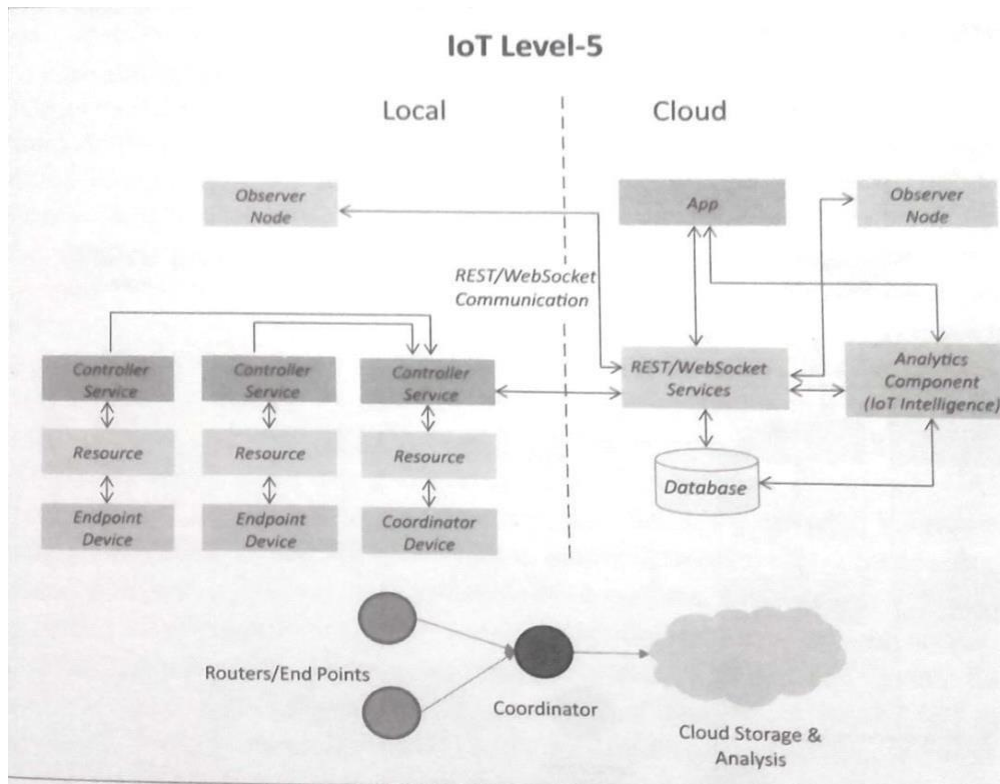 IoT Level-5
Local
Cloud
Observer
Node
App
Observer
Node
REST/WebSocket
Communication
Controller
Service
Controller
Service
Controller
Service
REST/WebSocket
Services
Analytics
Component
(IoT Intelligence)
Resource
Resource
Resource
Database
Endpoint
Device
Endpoint
Device
Coordinator
Device
Routers/End Points
Coordinator
Cloud Storage &
Analysis